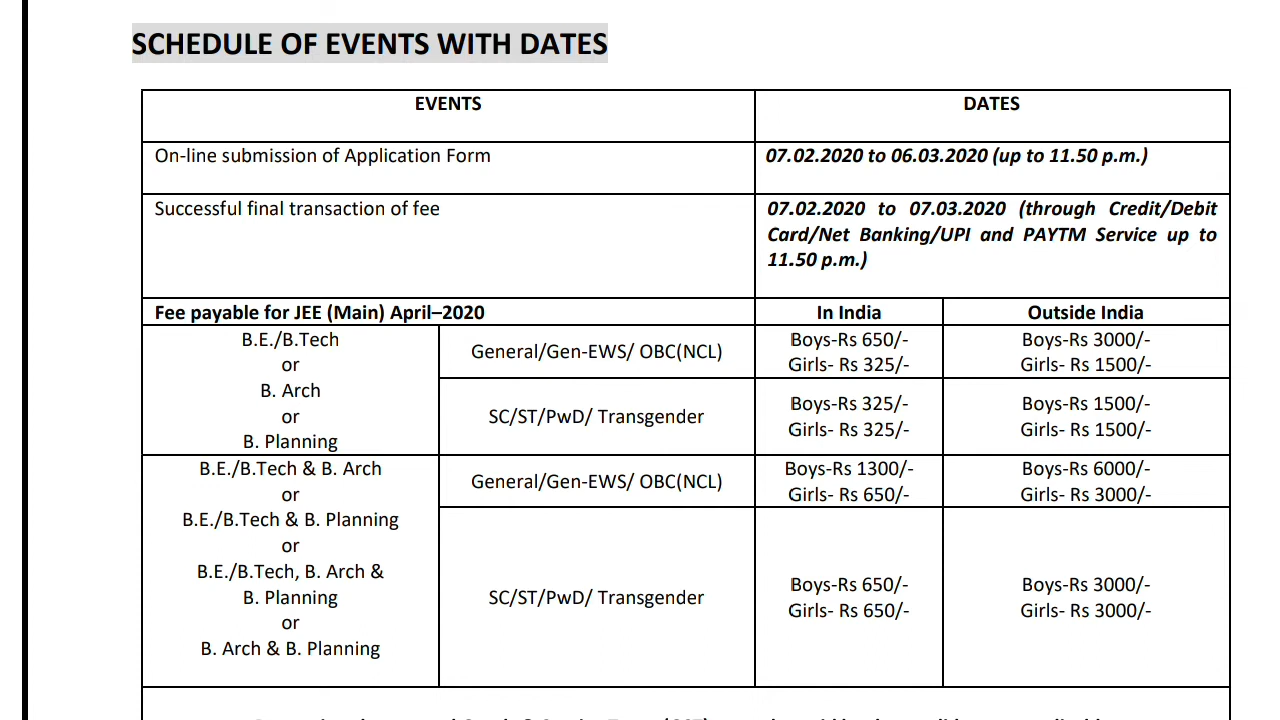 SCHEDULE OF EVENTS WITH DATES
EVENTS DATES
On-line submission of Application Form 07.02.2020 to 06.03.2020 (up to 11.50 p.m.)
Successful final transaction of fee 07.02.2020 to 07.03.2020 (through Credit/Debit
Card/Net Banking/UPI and PAYTM Service up to
11.50 p.m.)
Fee payable for JEE (Main) April–2020 In India Outside India
B.E./B.Tech
or
B. Arch
or
B. Planning
General/Gen-EWS/ OBC(NCL)
Boys-Rs 650/-
Girls- Rs 325/-
Boys-Rs 3000/-
Girls- Rs 1500/-
SC/ST/PwD/ Transgender
Boys-Rs 325/-
Girls- Rs 325/-
Boys-Rs 1500/-
Girls- Rs 1500/-
B.E./B.Tech & B. Arch
or
B.E./B.Tech & B. Planning
or
B.E./B.Tech, B. Arch &
B. Planning
or
B. Arch & B. Planning
General/Gen-EWS/ OBC(NCL)
Boys-Rs 1300/-
Girls- Rs 650/-
Boys-Rs 6000/-
Girls- Rs 3000/-
SC/ST/PwD/ Transgender
Boys-Rs 650/-
Girls- Rs 650/-
Boys-Rs 3000/-
Girls- Rs 3000/-